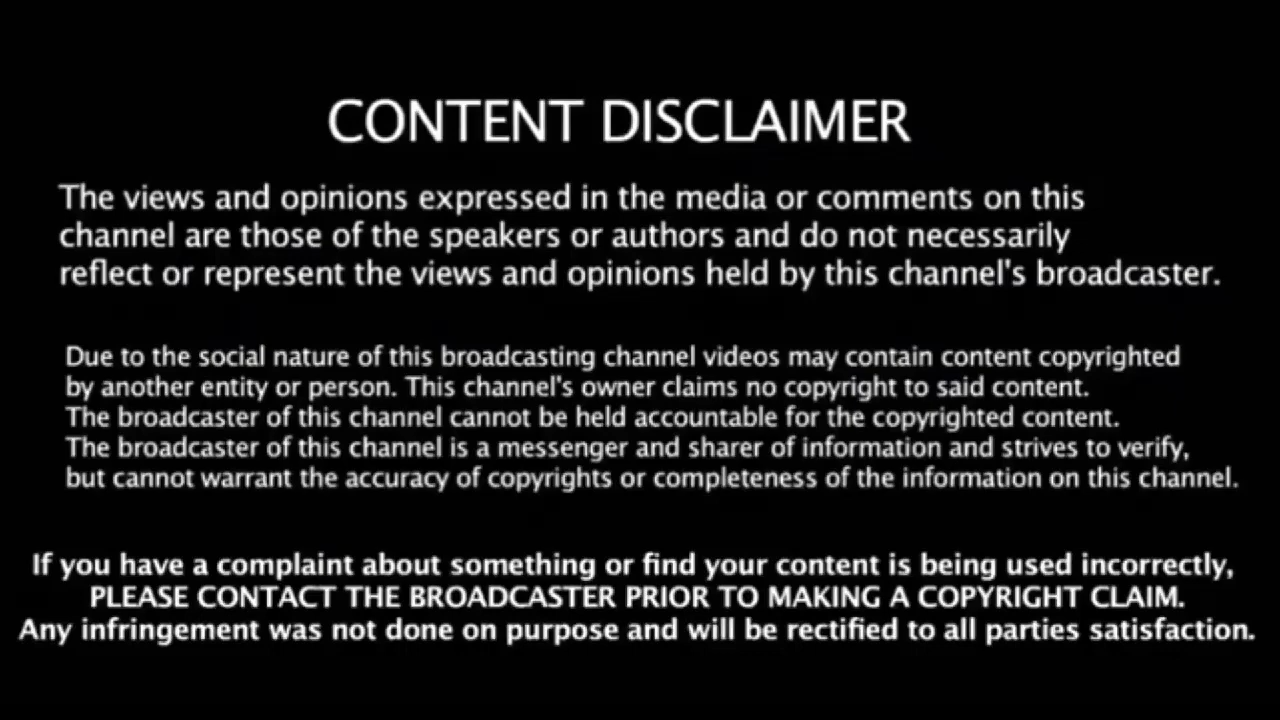 CONTENT DISCLAIMER
The views and opinions expressed in the media or comments on this
channel are those of the speakers or authors and do not necessarily
reflect or represent the views and opinions held by this channel's broadcaster.
Due to the social nature of this broadcasting channel videos may contain content copyrighted
by another entity or person. This channel's owner claims no copyright to said content.
The broadcaster of this channel cannot be held accountable for the copyrighted content.
The broadcaster of this channel is a messenger and sharer of information and strives to verify,
but cannot warrant the accuracy of copyrights or completeness of the information on this channel.
If you have a complaint about something or find your content is being used incorrectly,
PLEASE CONTACT THE BROADCASTER PRIOR TO MAKING A COPYRIGHT CLAIM.
Any infringement was not done on purpose and will be rectified to all parties satisfaction.